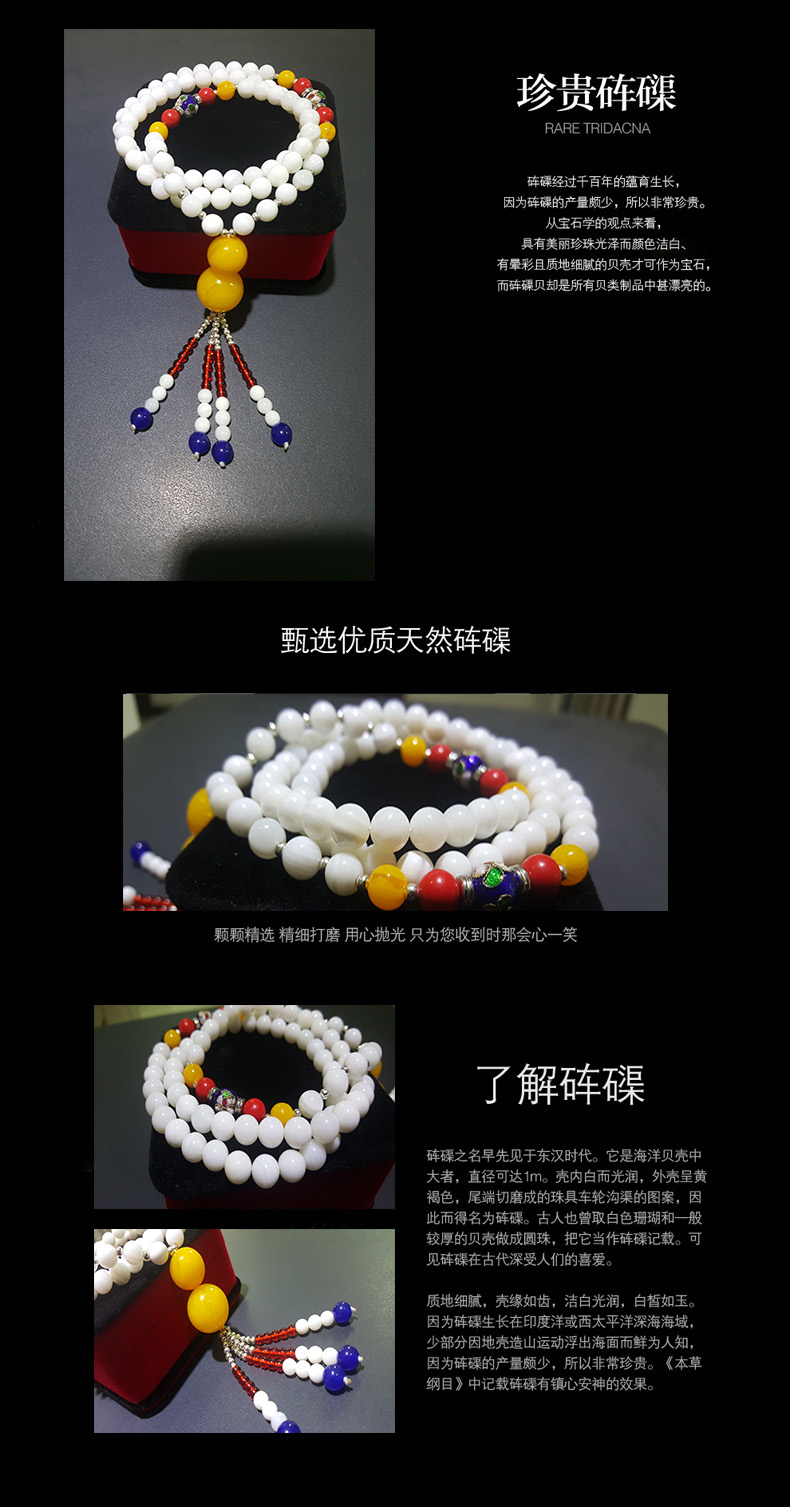 珍贵砗磲
RARE TRIDACNA
砗磲经过千百年的蕴育生长，
因为砗磲的产量颇少，所以非常珍贵。
从宝石学的观点来看，
具有美丽珍珠光泽而颜色洁白、
有晕彩且质地细腻的贝壳才可作为宝石，
而砗磲贝却是所有贝类制品中甚漂亮的。
甄选优质天然砗磲
颗颗精选 精细打磨 用心抛光 只为您收到时那会心一笑
了解砗磲
砗磲之名早先见于东汉时代。它是海洋贝壳中
大者，直径可达1m。壳内白而光润，外壳呈黄
褐色，尾端切磨成的珠具车轮沟渠的图案，因
此而得名为砗磲。古人也曾取白色珊瑚和一般
较厚的贝壳做成圆珠，把它当作砗磲记载。可
见砗磲在古代深受人们的喜爱。
质地细腻，壳缘如齿，洁白光润，白皙如玉。
因为砗磲生长在印度洋或西太平洋深海海域，
少部分因地壳造山运动浮出海面而鲜为人知，
因为砗磲的产量颇少，所以非常珍贵。《本草
纲目》中记载砗磲有镇心安神的效果。